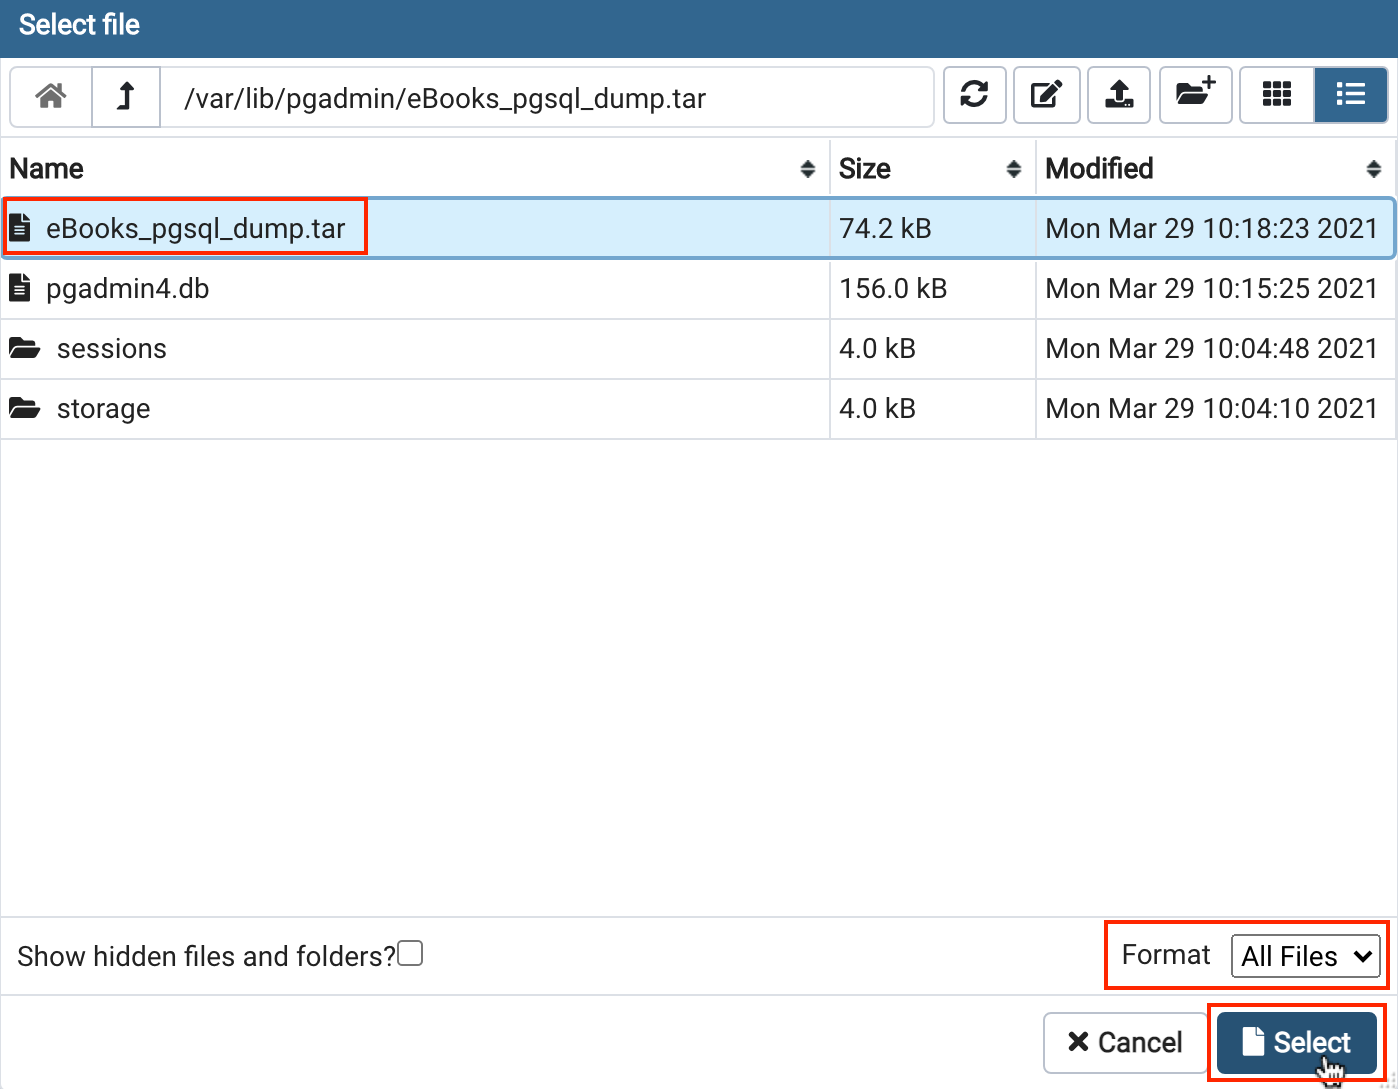 Select file
/var/lib/pgadmin/eBooks_pgsql_dump.tar
Name Size Modified
eBooks_pgsql_dump.tar 74.2 kB Mon Mar 29 10:18:23 2021
pgadmin4.db 156.0 kB Mon Mar 29 10:15:25 2021
sessions 4.0 kB Mon Mar 29 10:04:48 2021
storage 4.0 kB Mon Mar 29 10:04:10 2021
Show hidden files and folders? Format All Files
Cancel Select